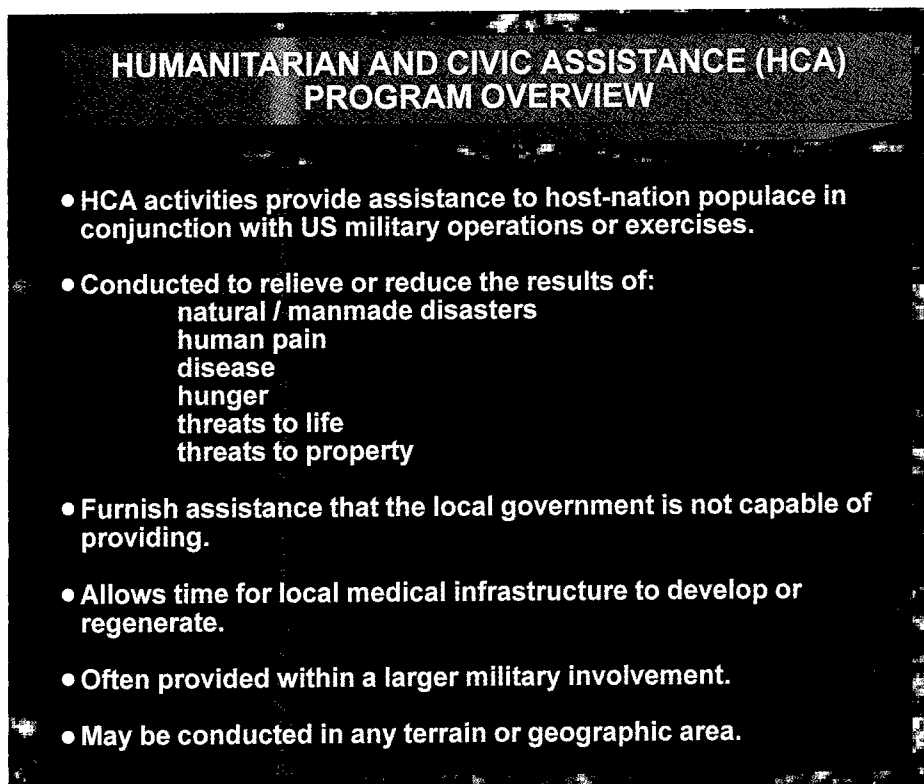 HUMANITARIAN AND CIVIC ASSISTANCE (HCA)
PROGRAM OVERVIEW
● HCA activities provide assistance to host-nation populace in
conjunction with US military operations or exercises.
● Conducted to relieve or reduce the results of:
natural / manmade disasters
human pain
disease
hunger
threats to life
threats to property
● Furnish assistance that the local government is not capable of
providing.
● Allows time for local medical infrastructure to develop or
regenerate.
● Often provided within a larger military involvement.
● May be conducted in any terrain or geographic area.